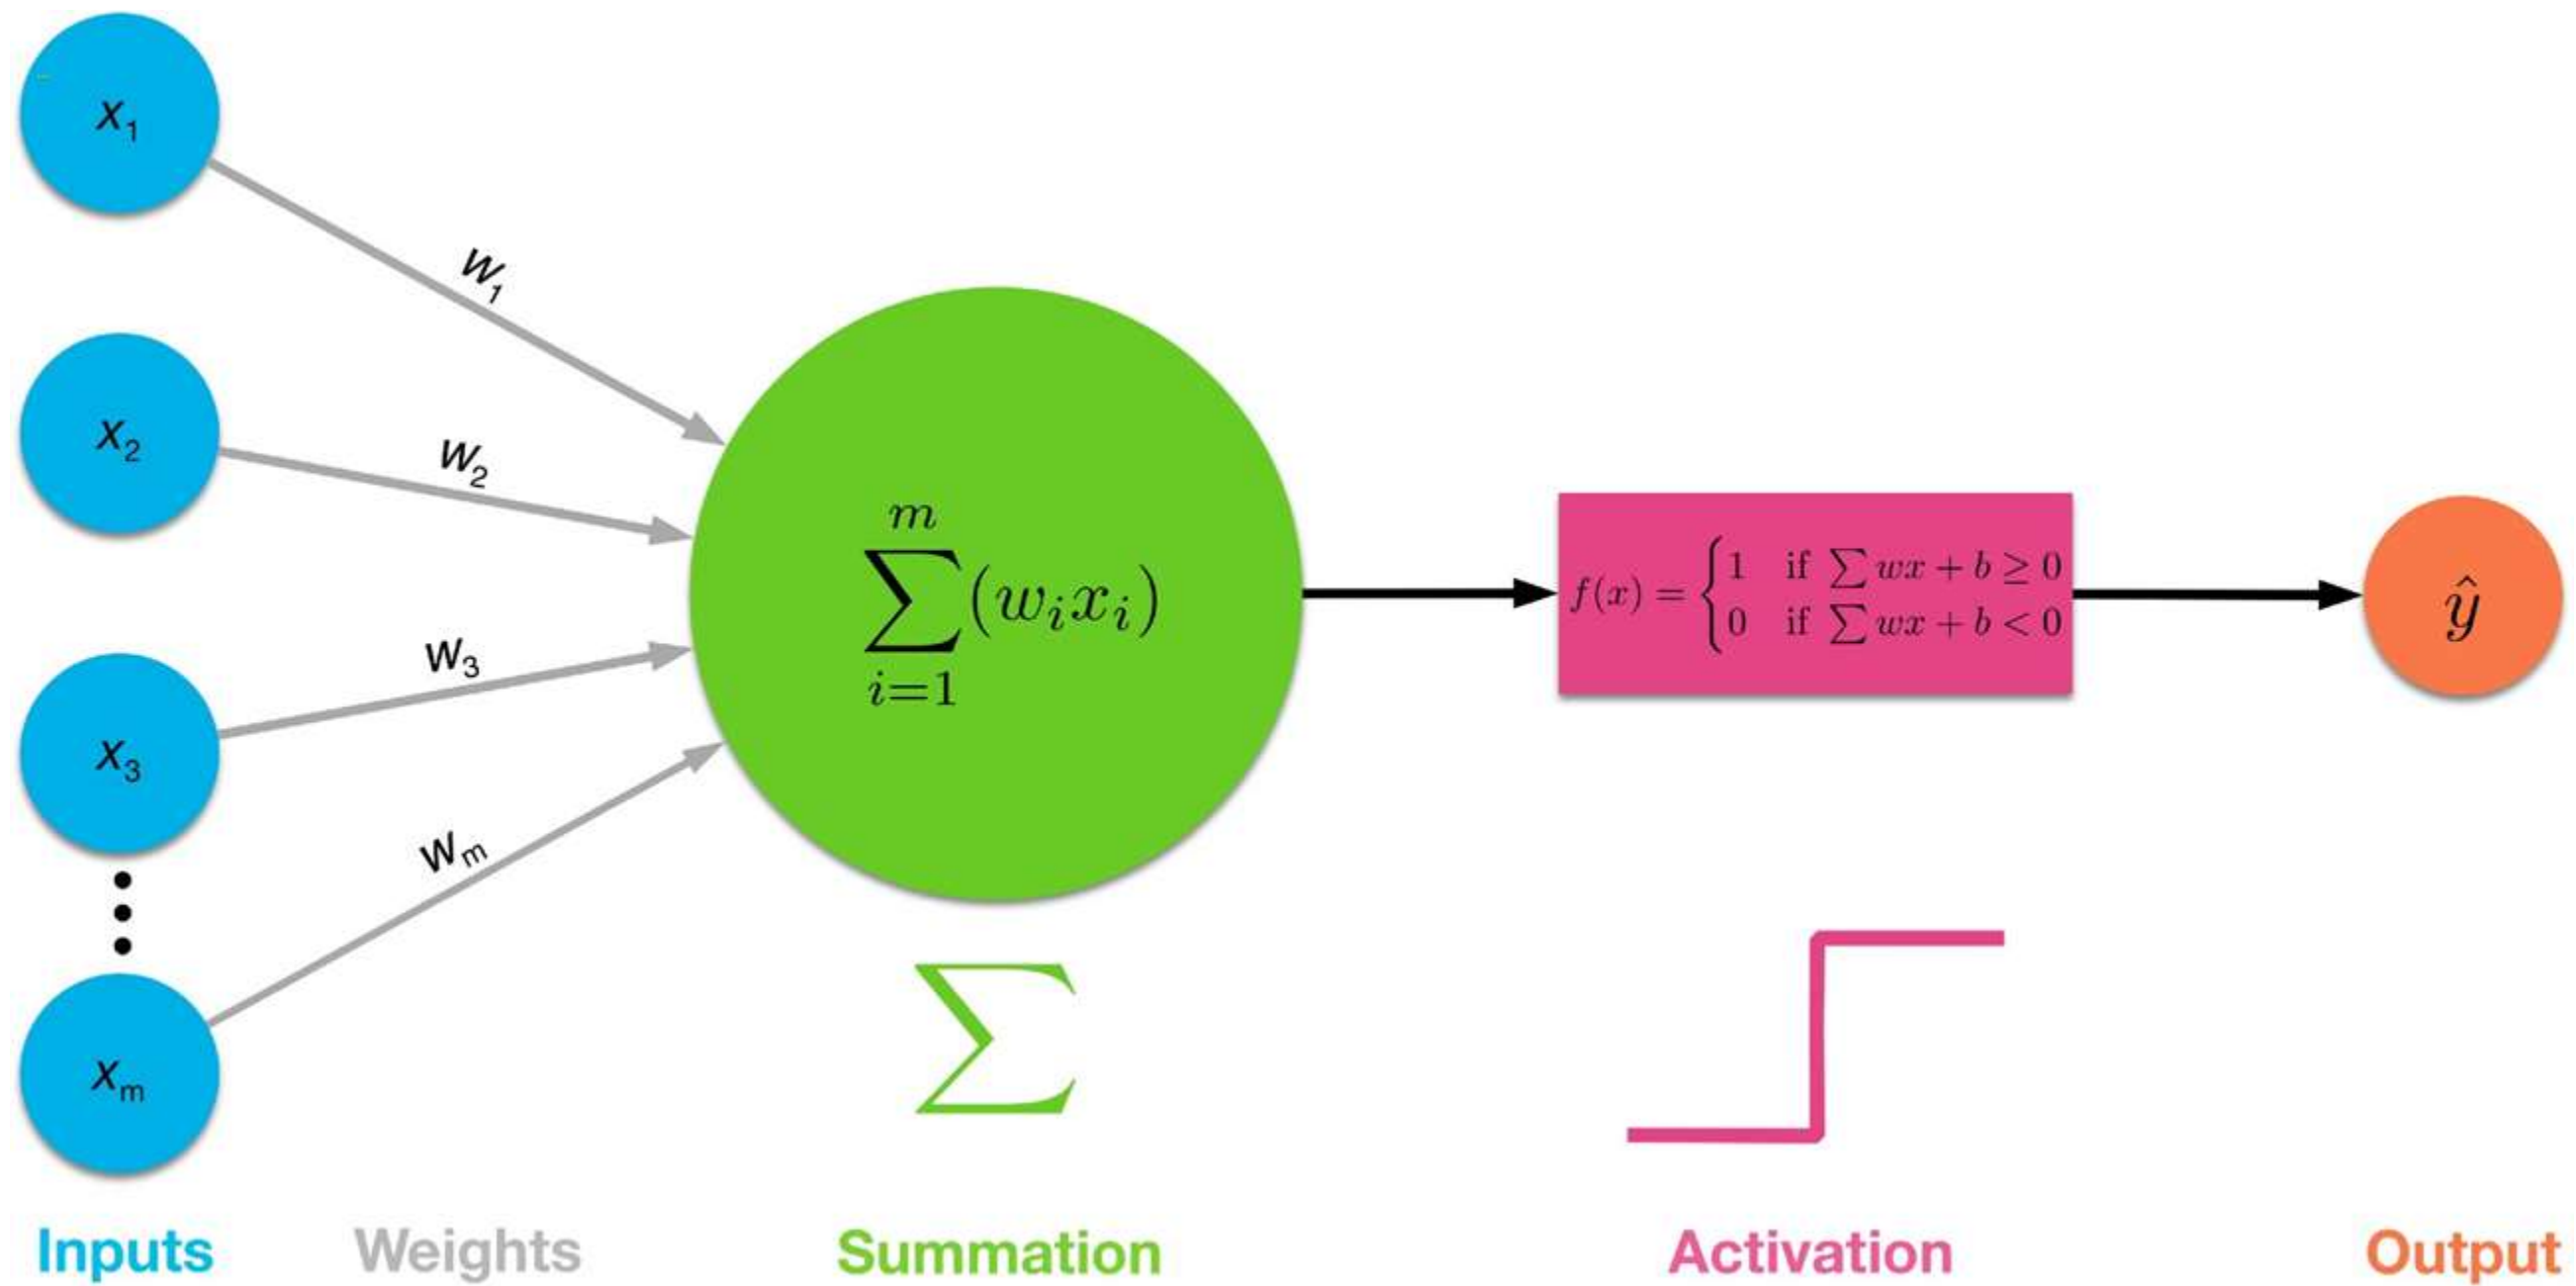 x₁
w₁
x₂
w₂
x₃
w₃
xₘ
wₘ
m
∑(wᵢxᵢ)
i=1
f(x) = { 1 if ∑ wx + b ≥ 0
0 if ∑ wx + b < 0
ŷ
∑
Inputs Weights Summation Activation Output